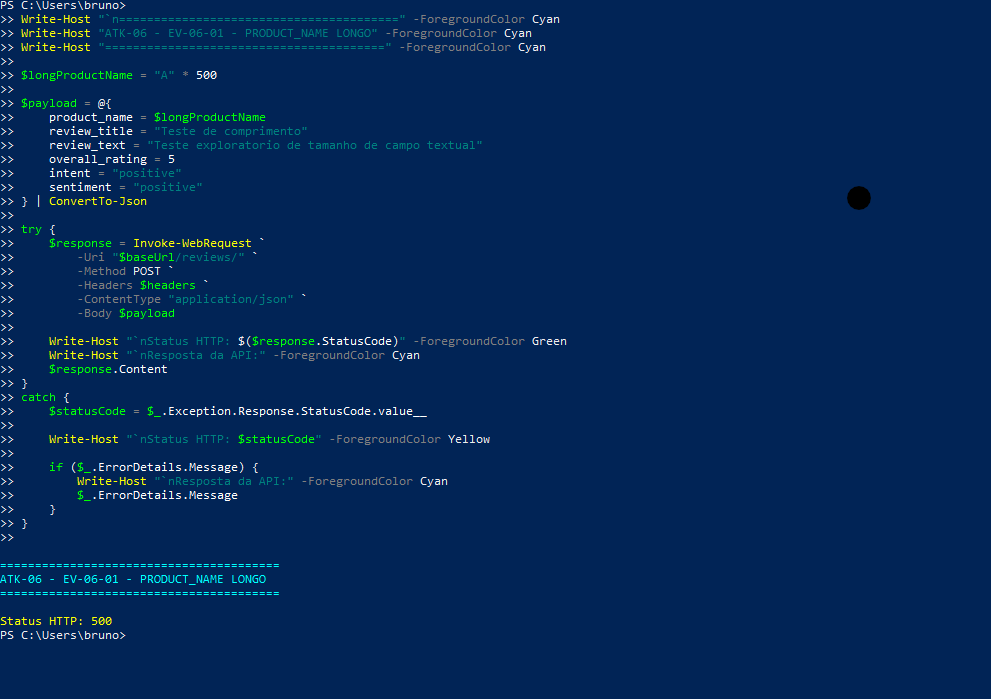 PS C:\Users\bruno>
>> Write-Host "`n========================================" -ForegroundColor Cyan
>> Write-Host "ATK-06 - EV-06-01 - PRODUCT_NAME LONGO" -ForegroundColor Cyan
>> Write-Host "========================================" -ForegroundColor Cyan
>>
>> $longProductName = "A" * 500
>>
>> $payload = @{
>>     product_name = $longProductName
>>     review_title = "Teste de comprimento"
>>     review_text = "Teste exploratorio de tamanho de campo textual"
>>     overall_rating = 5
>>     intent = "positive"
>>     sentiment = "positive"
>> } | ConvertTo-Json
>>
>> try {
>>     $response = Invoke-WebRequest `
>>         -Uri "$baseUrl/reviews/" `
>>         -Method POST `
>>         -Headers $headers `
>>         -ContentType "application/json" `
>>         -Body $payload
>>
>>     Write-Host "`nStatus HTTP: $($response.StatusCode)" -ForegroundColor Green
>>     Write-Host "`nResposta da API:" -ForegroundColor Cyan
>>     $response.Content
>> }
>> catch {
>>     $statusCode = $_.Exception.Response.StatusCode.value__
>>
>>     Write-Host "`nStatus HTTP: $statusCode" -ForegroundColor Yellow
>>
>>     if ($_.ErrorDetails.Message) {
>>         Write-Host "`nResposta da API:" -ForegroundColor Cyan
>>         $_.ErrorDetails.Message
>>     }
>> }
>>
========================================
ATK-06 - EV-06-01 - PRODUCT_NAME LONGO
========================================
Status HTTP: 500
PS C:\Users\bruno>